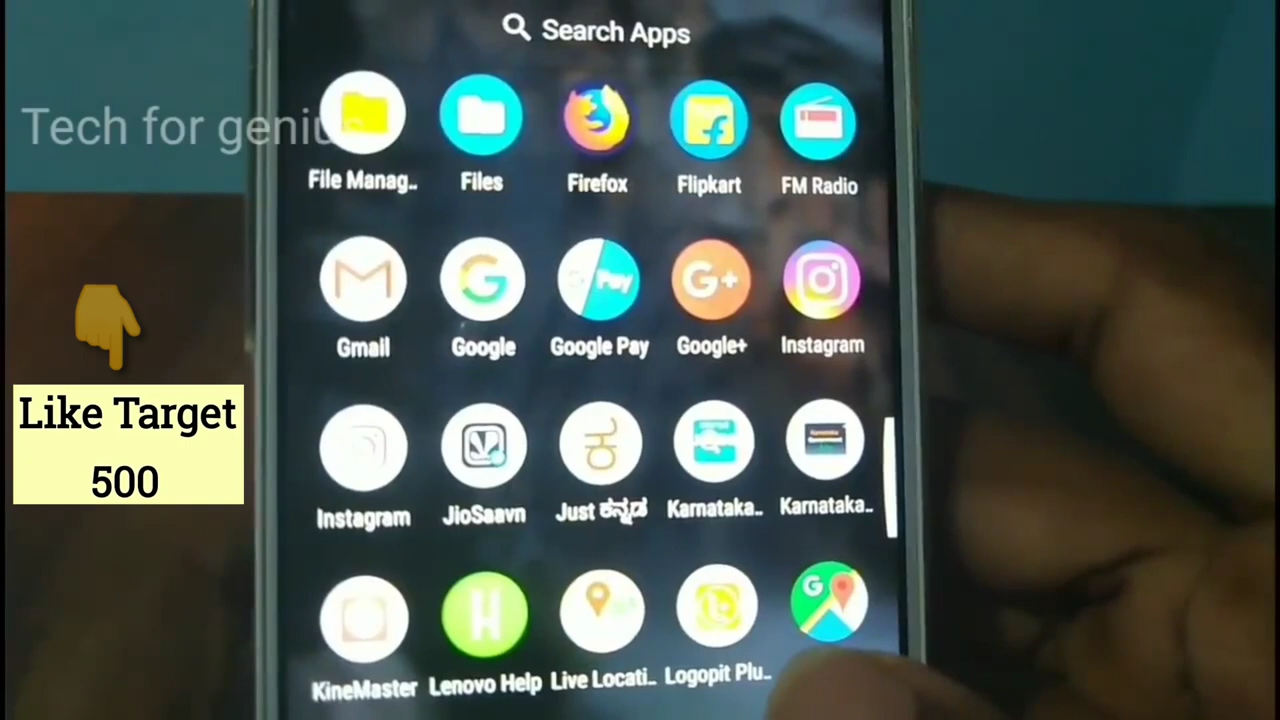 Search Apps
Tech for genius
File Manag..
Files
Firefox
Flipkart
FM Radio
Gmail
Google
Google Pay
Google+
Instagram
Like Target
500
Instagram
JioSaavn
Just ಕನ್ನಡ
Karnataka..
Karnataka..
KineMaster
Lenovo Help
Live Locati..
Logopit Plu..